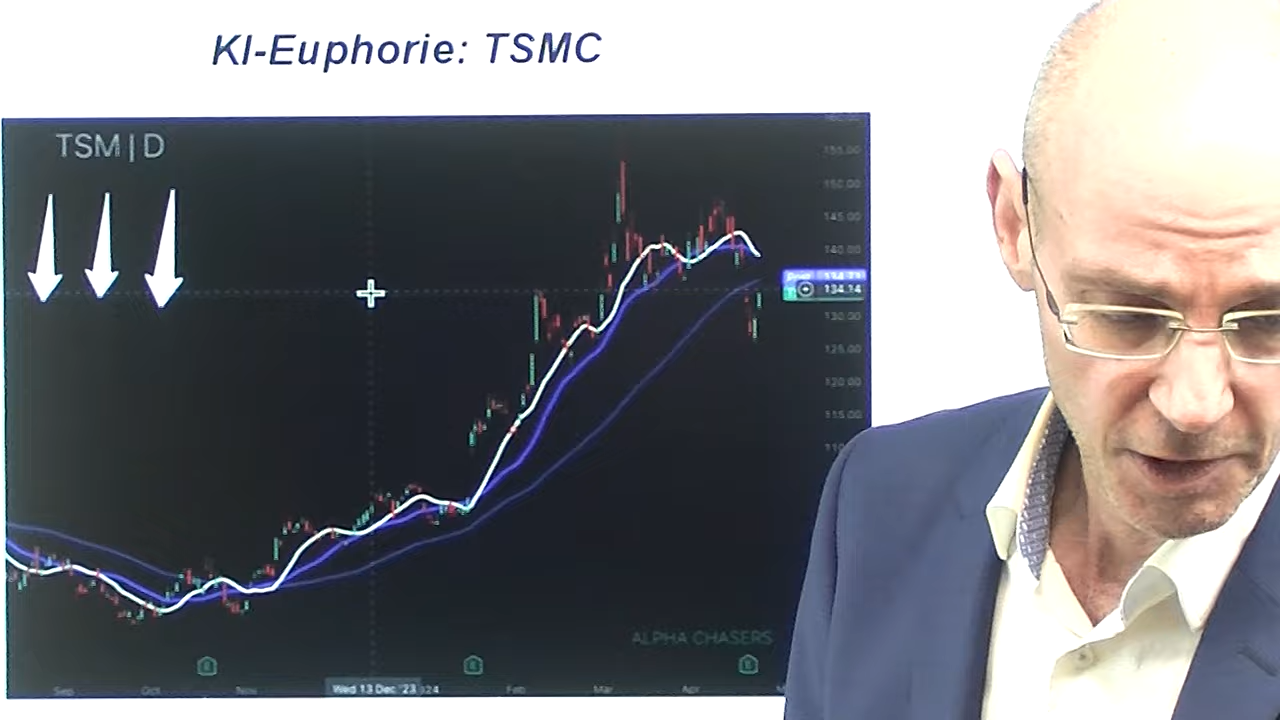 KI-Euphorie: TSMC
TSM | D
155.00
150.00
145.00
140.00
134.14
130.00
125.00
120.00
115.00
ALPHA CHASERS
Sep
Oct
Nov
Wed 13 Dec '23
Feb
Mar
Apr